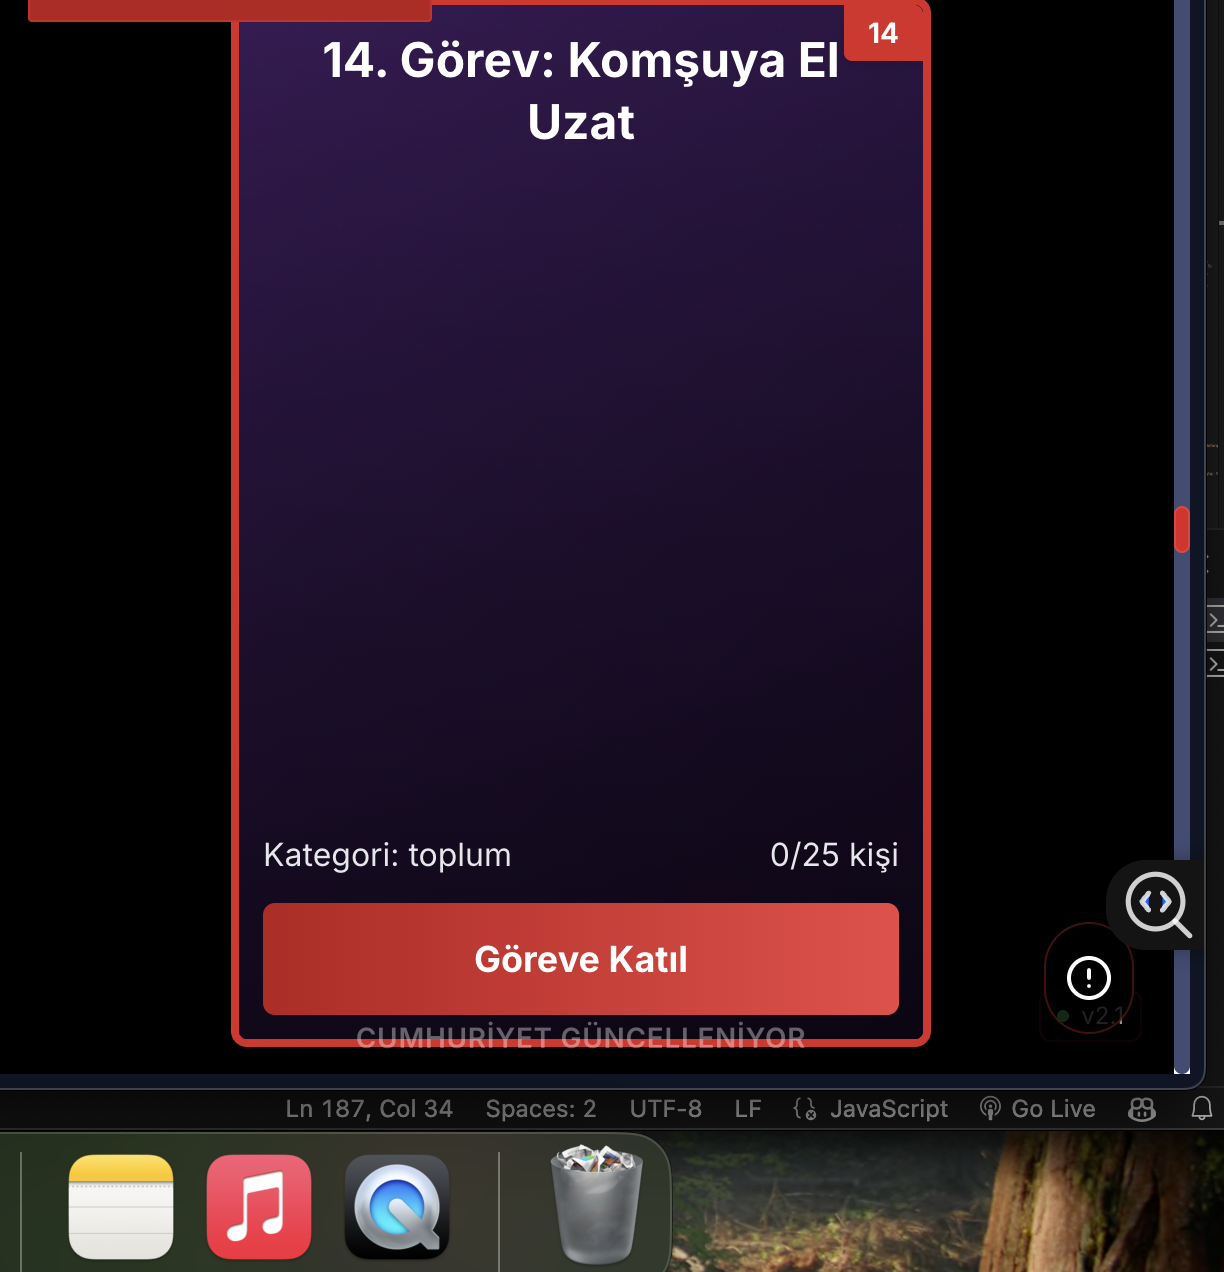 14
14. Görev: Komşuya El
Uzat
Kategori: toplum
0/25 kişi
Göreve Katıl
CUMHURİYET GÜNCELLENİYOR
v2.1
Ln 187, Col 34
Spaces: 2
UTF-8
LF
JavaScript
Go Live